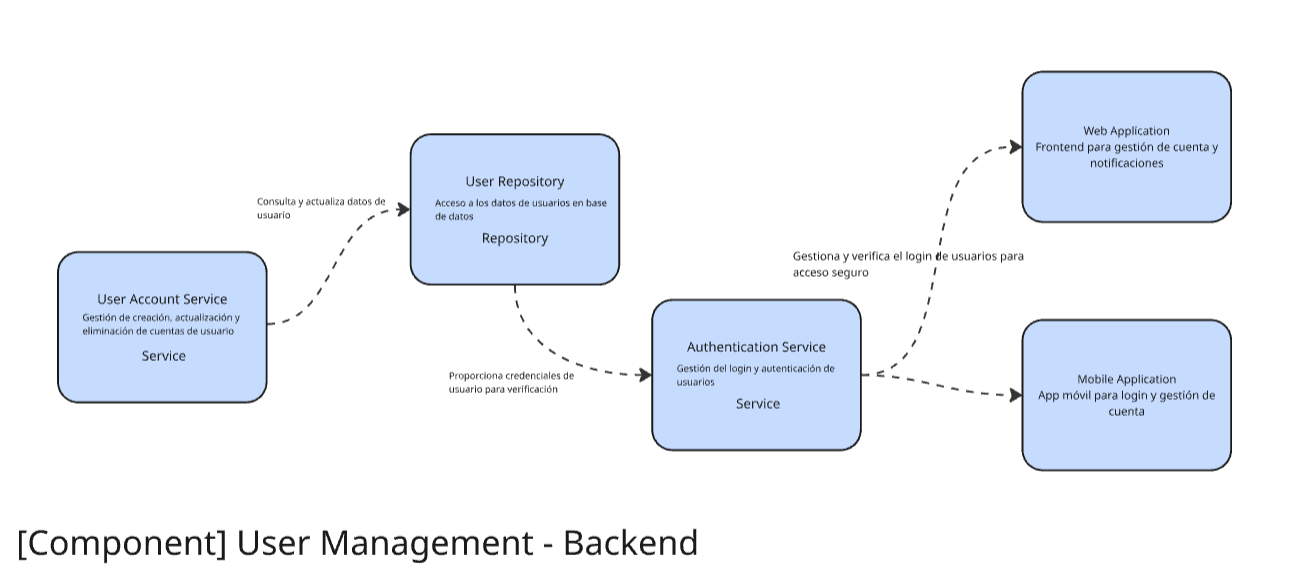 Web Application
Frontend para gestión de cuenta y
notificaciones
User Repository
Acceso a los datos de usuarios en base
de datos
Repository
Consulta y actualiza datos de
usuario
Gestiona y verifica el login de usuarios para
acceso seguro
User Account Service
Gestión de creación, actualización y
eliminación de cuentas de usuario
Service
Authentication Service
Gestión del login y autenticación de
usuarios
Service
Proporciona credenciales de
usuario para verificación
Mobile Application
App móvil para login y gestión de
cuenta
[Component] User Management - Backend